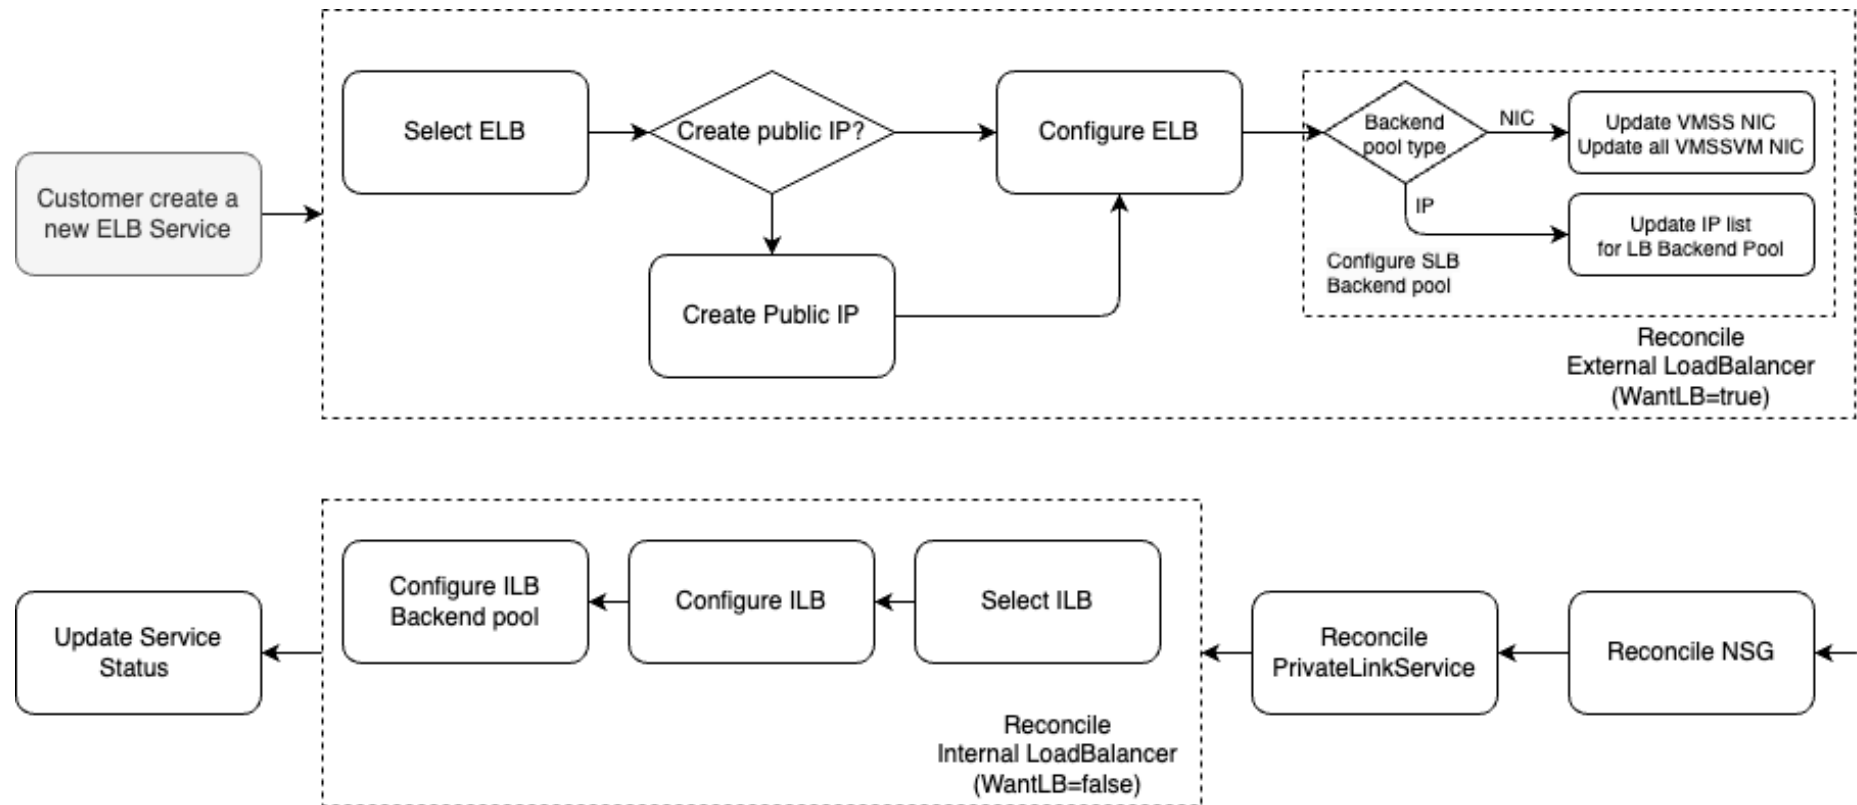 Customer create a
new ELB Service
Select ELB
Create public IP?
Create Public IP
Configure ELB
Backend
pool type
NIC
Update VMSS NIC
Update all VMSSVM NIC
IP
Update IP list
for LB Backend Pool
Configure SLB
Backend pool
Reconcile
External LoadBalancer
(WantLB=true)
Update Service
Status
Configure ILB
Backend pool
Configure ILB
Select ILB
Reconcile
Internal LoadBalancer
(WantLB=false)
Reconcile
PrivateLinkService
Reconcile NSG